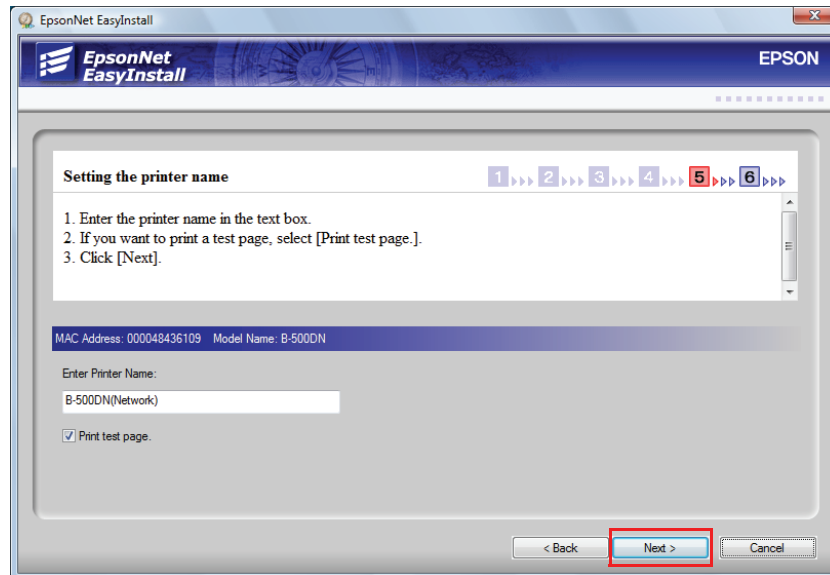 EpsonNet EasyInstall
EpsonNet
EasyInstall
EPSON
Setting the printer name
1 2 3 4 5 6
1. Enter the printer name in the text box.
2. If you want to print a test page, select [Print test page.].
3. Click [Next].
MAC Address: 000048436109 Model Name: B-500DN
Enter Printer Name:
B-500DN(Network)
Print test page.
< Back Next > Cancel